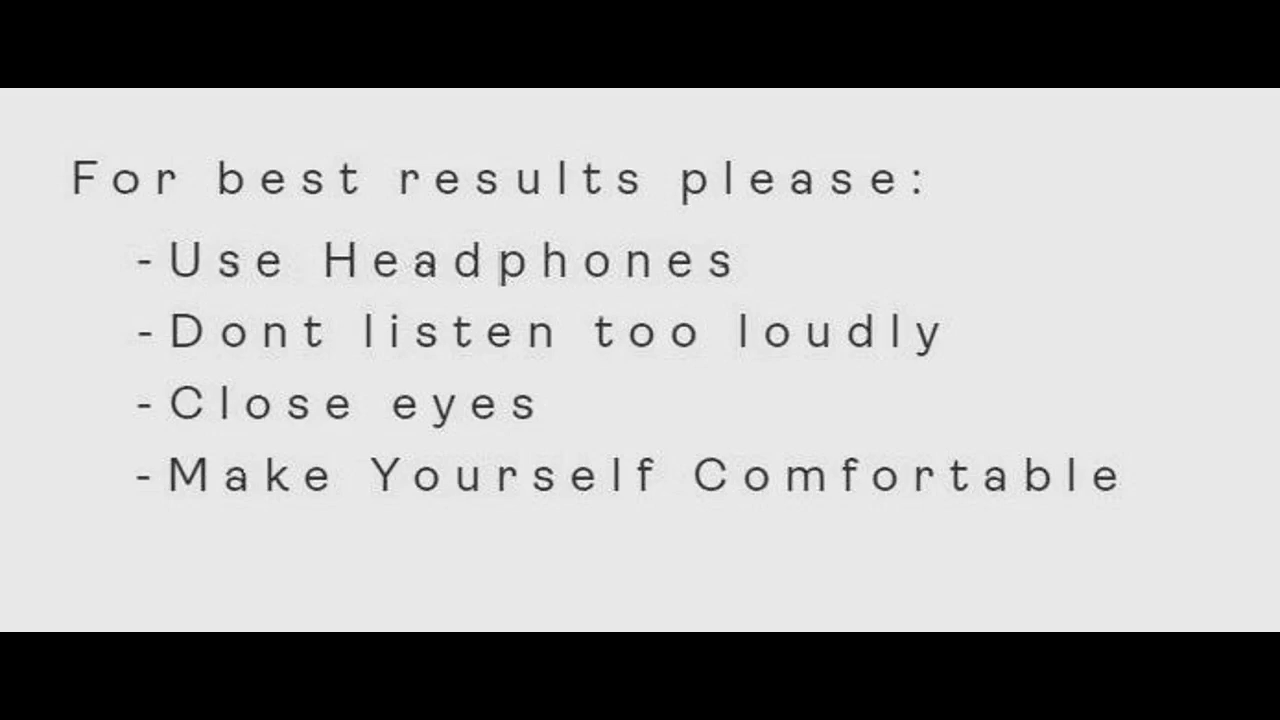 For best results please:
-Use Headphones
-Dont listen too loudly
-Close eyes
-Make Yourself Comfortable